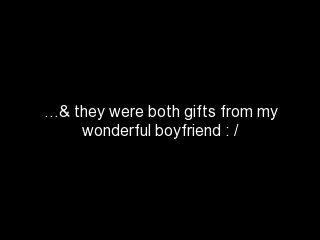 …& they were both gifts from my
wonderful boyfriend : /